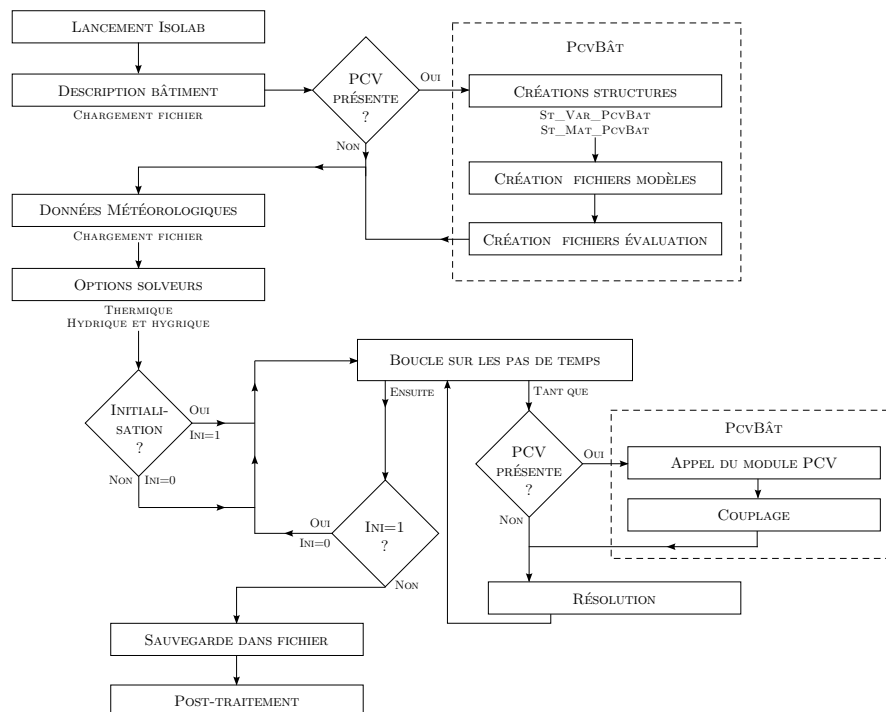 Lancement Isolab
Description bâtiment
Chargement fichier
PCV
présente
?
Oui
Non
PcvBât
Créations structures
St_Var_PcvBat
St_Mat_PcvBat
Création fichiers modèles
Création fichiers évaluation
Données Météorologiques
Chargement fichier
Options solveurs
Thermique
Hydrique et hygrique
Initiali-
sation
?
Oui
Ini=1
Non
Ini=0
Boucle sur les pas de temps
Ensuite
Tant que
Ini=1
?
Oui
Ini=0
Non
PCV
présente
?
Oui
Non
PcvBât
Appel du module PCV
Couplage
Résolution
Sauvegarde dans fichier
Post-traitement